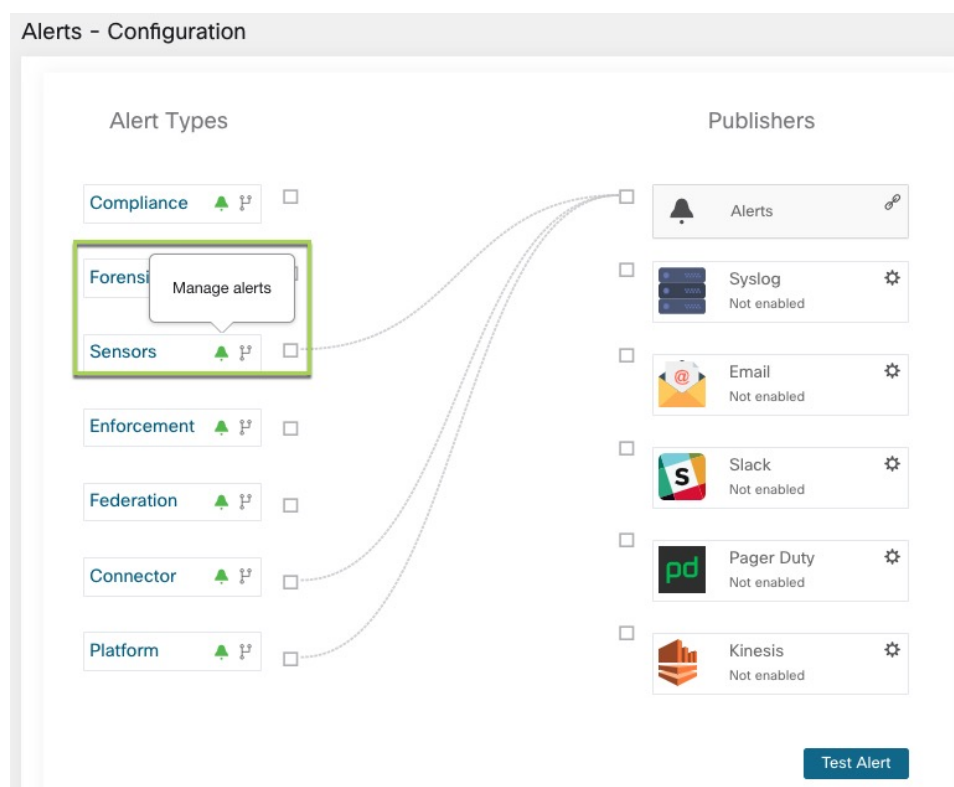 Alerts - Configuration
Alert Types
Publishers
Compliance
Forensi
Manage alerts
Sensors
Enforcement
Federation
Connector
Platform
Alerts
Syslog
Not enabled
@
Email
Not enabled
S
Slack
Not enabled
pd
Pager Duty
Not enabled
Kinesis
Not enabled
Test Alert